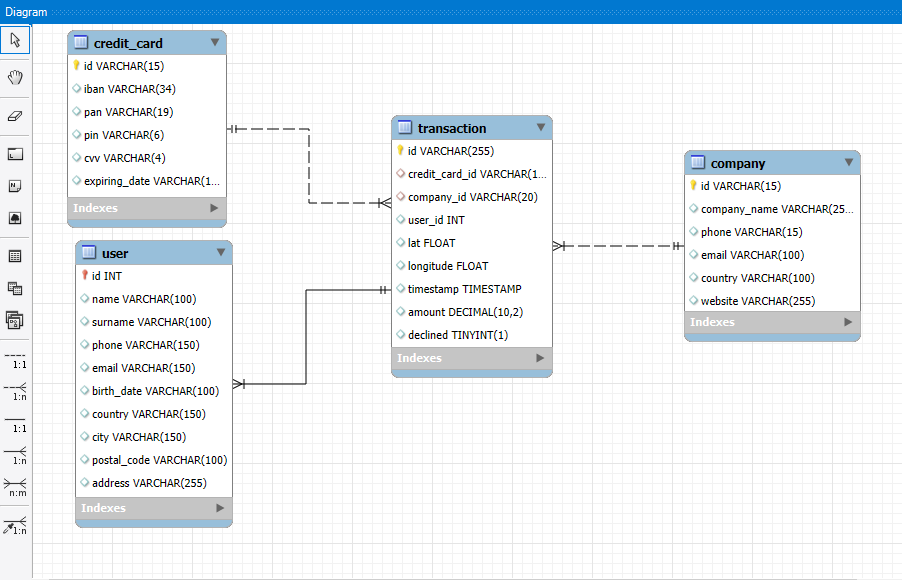 Diagram
credit_card
id VARCHAR(15)
iban VARCHAR(34)
pan VARCHAR(19)
pin VARCHAR(6)
cvv VARCHAR(4)
expiring_date VARCHAR(1...
Indexes
user
id INT
name VARCHAR(100)
surname VARCHAR(100)
phone VARCHAR(150)
email VARCHAR(150)
birth_date VARCHAR(100)
country VARCHAR(150)
city VARCHAR(150)
postal_code VARCHAR(100)
address VARCHAR(255)
Indexes
transaction
id VARCHAR(255)
credit_card_id VARCHAR(1...
company_id VARCHAR(20)
user_id INT
lat FLOAT
longitude FLOAT
timestamp TIMESTAMP
amount DECIMAL(10,2)
declined TINYINT(1)
Indexes
company
id VARCHAR(15)
company_name VARCHAR(25...
phone VARCHAR(15)
email VARCHAR(100)
country VARCHAR(100)
website VARCHAR(255)
Indexes
1:1
1:n
1:1
1:n
n:m
1:n